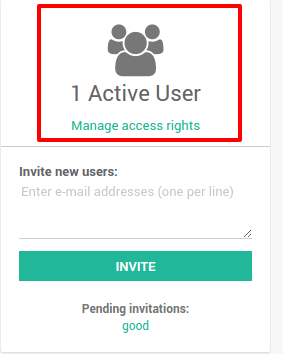 1 Active User
Manage access rights
Invite new users:
Enter e-mail addresses (one per line)
INVITE
Pending invitations:
good